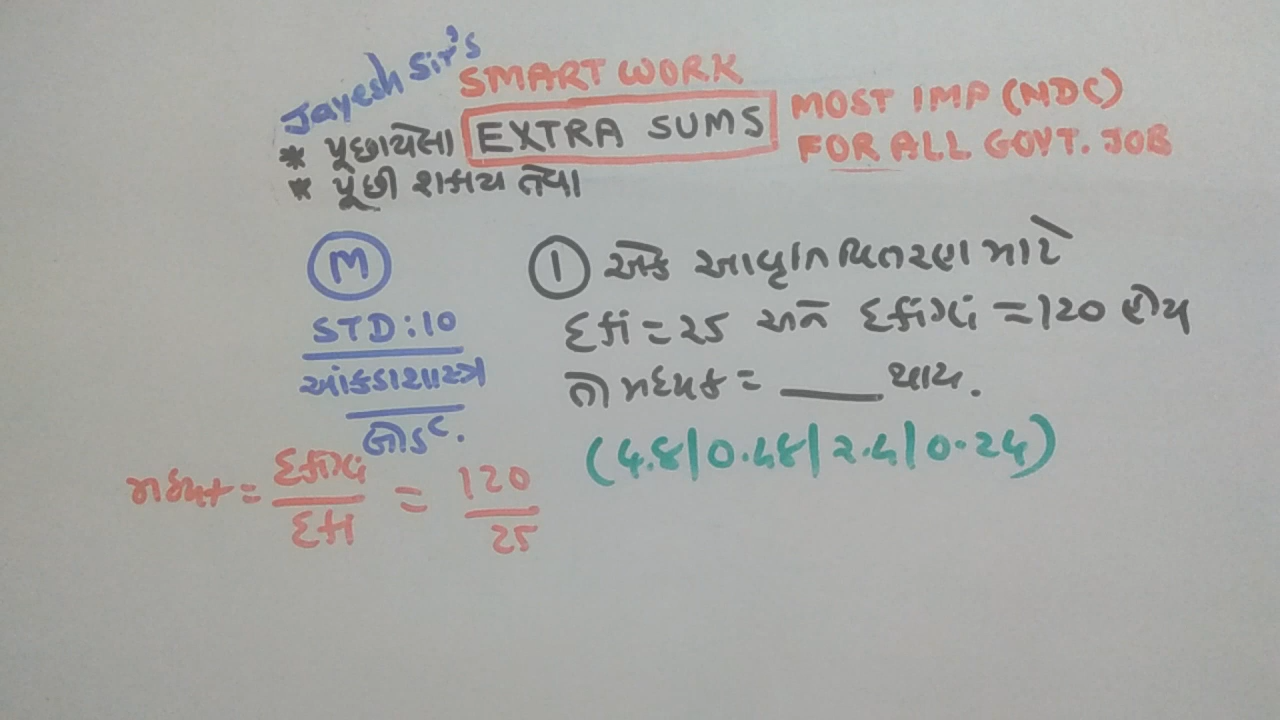 Jayesh Sir's
SMART WORK
* પૂછાયેલા EXTRA SUMS
* પૂછી શકાય તેવા
MOST IMP (NDC)
FOR ALL GOVT. JOB
M
STD:10
આંકડાશાસ્ત્ર
બોર્ડ.
① એક આવૃત્તિ વિતરણ માટે
Σfi = ૨૫ અને Σfixi = 120 હોય
તો મધ્યક = ____ થાય.
(4.8|0.48|2.4|0.24)
મધ્યક = Σfixi / Σfi = 120 / 25